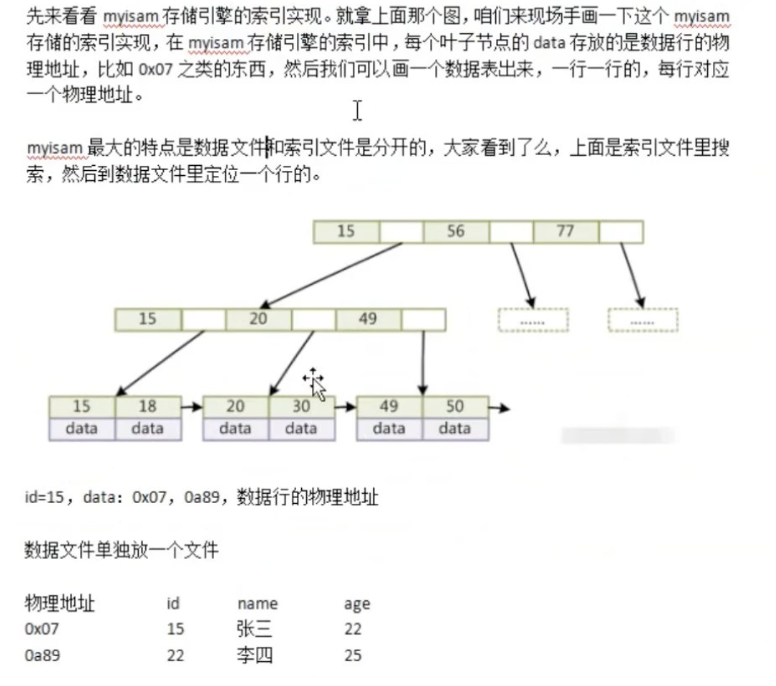 先来看看 myisam 存储引擎的索引实现。就拿上面那个图，咱们来现场手画一下这个 myisam
存储的索引实现，在 myisam 存储引擎的索引中，每个叶子节点的 data 存放的是数据行的物
理地址，比如 0x07 之类的东西，然后我们可以画一个数据表出来，一行一行的，每行对应
一个物理地址。
myisam 最大的特点是数据文件和索引文件是分开的，大家看到了么，上面是索引文件里搜
索，然后到数据文件里定位一个行的。
15 56 77
15 20 49 ...... ......
15 18 20 30 49 50
data data data data data data
id=15，data：0x07，0a89，数据行的物理地址
数据文件单独放一个文件
物理地址 id name age
0x07 15 张三 22
0a89 22 李四 25